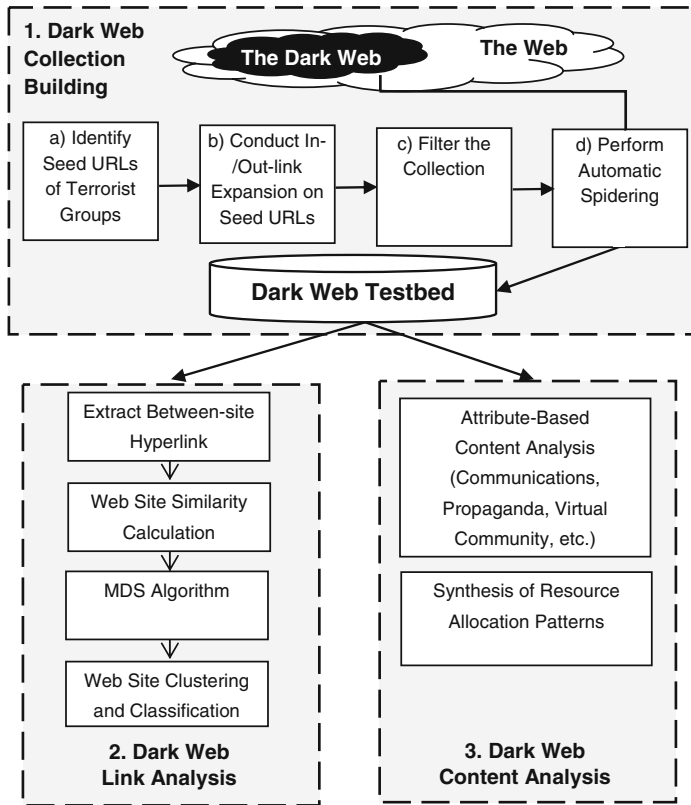 1. Dark Web
Collection
Building
The Dark Web
The Web
a) Identify
Seed URLs
of Terrorist
Groups
b) Conduct In-
/Out-link
Expansion on
Seed URLs
c) Filter the
Collection
d) Perform
Automatic
Spidering
Dark Web Testbed
Extract Between-site
Hyperlink
Web Site Similarity
Calculation
MDS Algorithm
Web Site Clustering
and Classification
2. Dark Web
Link Analysis
Attribute-Based
Content Analysis
(Communications,
Propaganda, Virtual
Community, etc.)
Synthesis of Resource
Allocation Patterns
3. Dark Web
Content Analysis